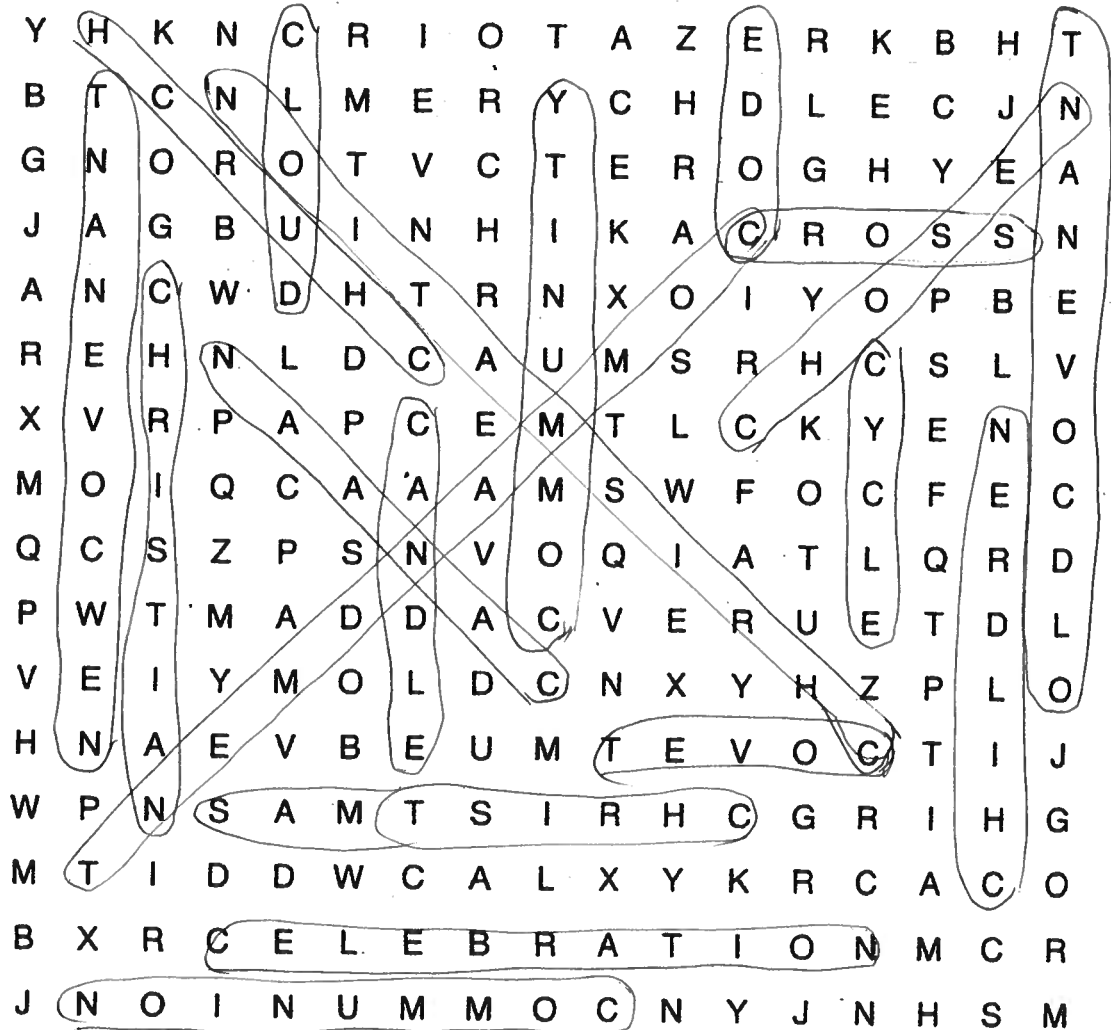 Y H K N C R I O T A Z E R K B H T
B T C N L M E R Y C H D L E C J N
G N O R O T V C T E R O G H Y E A
J A G B U I N H I K A C R O S S N
A N C W D H T R N X O I Y O P B E
R E H N L D C A U M S R H C S L V
X V R P A P C E M T L C K Y E N O
M O I Q C A A A M S W F O C F E C
Q C S Z P S N V O Q I A T L Q R D
P W T M A D D A C V E R U E T D L
V E I Y M O L D C N X Y H Z P L O
H N A E V B E U M T E V O C T I J
W P N S A M T S I R H C G R I H G
M T I D D W C A L X Y K R C A C O
B X R C E L E B R A T I O N M C R
J N O I N U M M O C N Y J N H S M